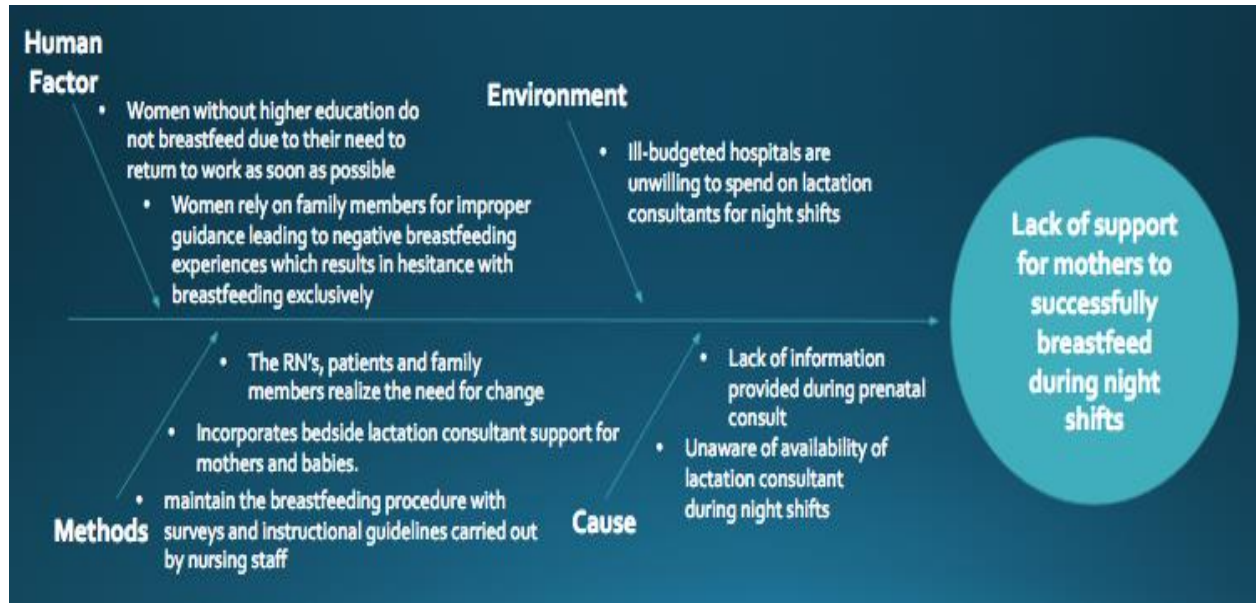 Human
Factor
• Women without higher education do
not breastfeed due to their need to
return to work as soon as possible
• Women rely on family members for improper
guidance leading to negative breastfeeding
experiences which results in hesitance with
breastfeeding exclusively
Environment
• Ill-budgeted hospitals are
unwilling to spend on lactation
consultants for night shifts
• The RN's, patients and family
members realize the need for change
• Incorporates bedside lactation consultant support for
mothers and babies.
• maintain the breastfeeding procedure with
surveys and instructional guidelines carried out
by nursing staff
Methods
• Lack of information
provided during prenatal
consult
• Unaware of availability of
lactation consultant
during night shifts
Cause
Lack of support
for mothers to
successfully
breastfeed
during night
shifts